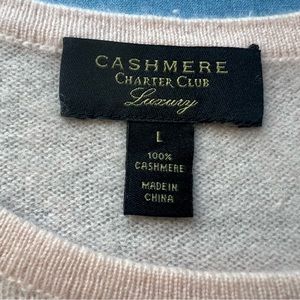 CASHMERE
CHARTER CLUB
Luxury
L
100%
CASHMERE
MADE IN
CHINA